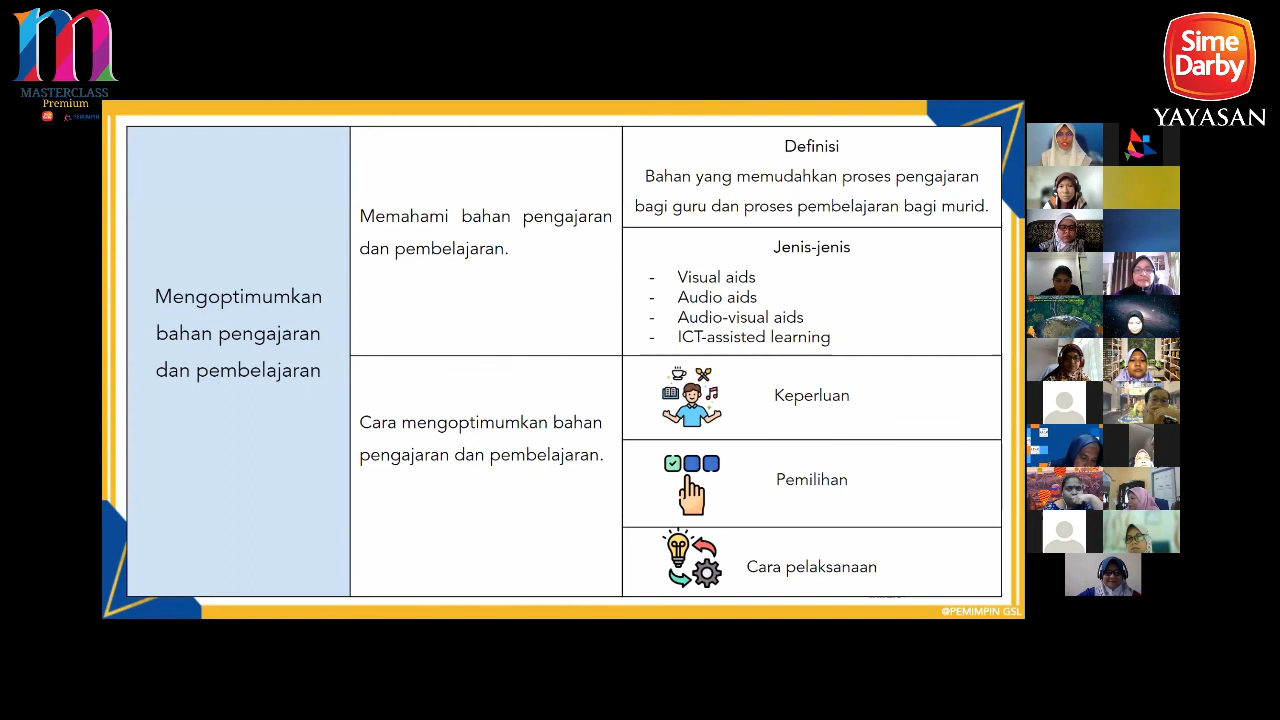 MASTERCLASS
Premium
PEMIMPIN
Sime
Darby
YAYASAN
Mengoptimumkan
bahan pengajaran
dan pembelajaran
Memahami bahan pengajaran
dan pembelajaran.
Definisi
Bahan yang memudahkan proses pengajaran
bagi guru dan proses pembelajaran bagi murid.
Jenis-jenis
- Visual aids
- Audio aids
- Audio-visual aids
- ICT-assisted learning
Cara mengoptimumkan bahan
pengajaran dan pembelajaran.
Keperluan
Pemilihan
Cara pelaksanaan
@PEMIMPIN GSL